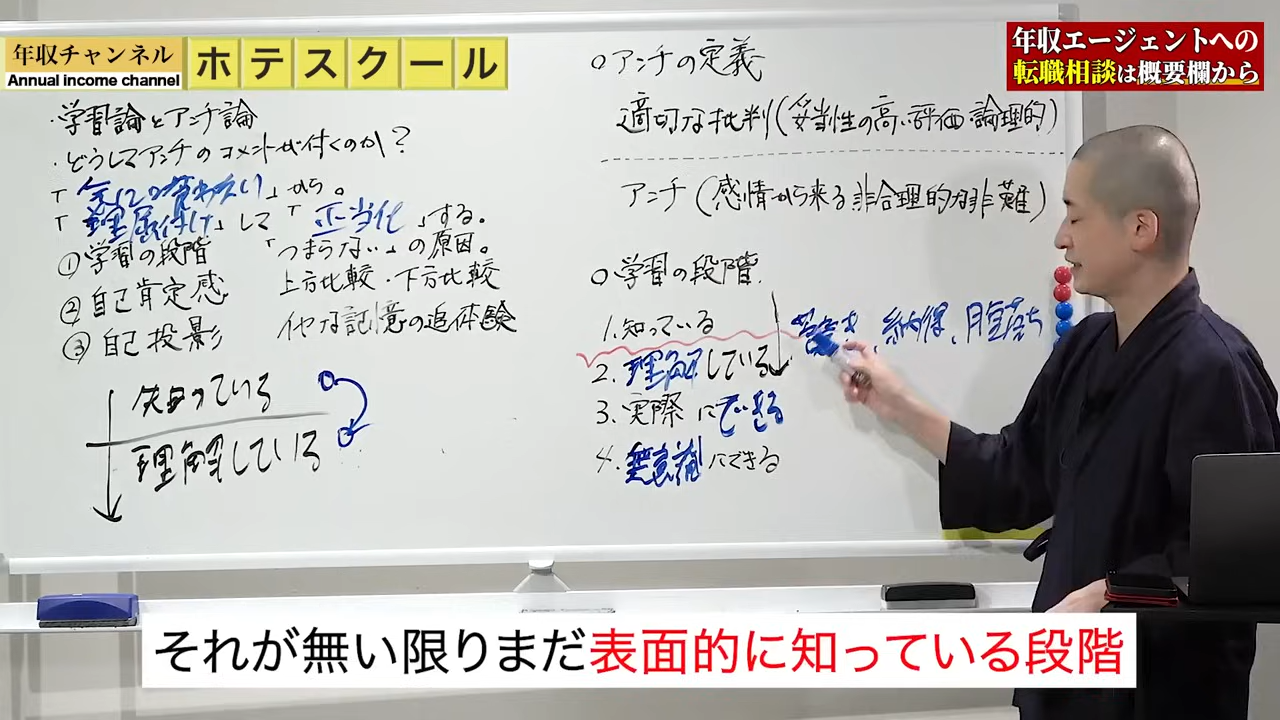 年収チャンネル
Annual income channel
ホテスクール
年収エージェントへの
転職相談は概要欄から
・学習論とアンチ論
・どうしてアンチのコメントが付くのか?
「気に食わない」から。
「理屈付け」して「正当化」する。
①学習の段階 「つまらない」の原因。
②自己肯定感 上方比較・下方比較
③自己投影 イヤな記憶の追体験
知っている
理解している
○アンチの定義
適切な批判(妥当性の高い評価・論理的)
アンチ(感情から来る非合理的な非難)
○学習の段階.
1.知っている
2.理解している
驚き、納得、目鱗落ち
3.実際にできる
4.無意識にできる
それが無い限りまだ表面的に知っている段階